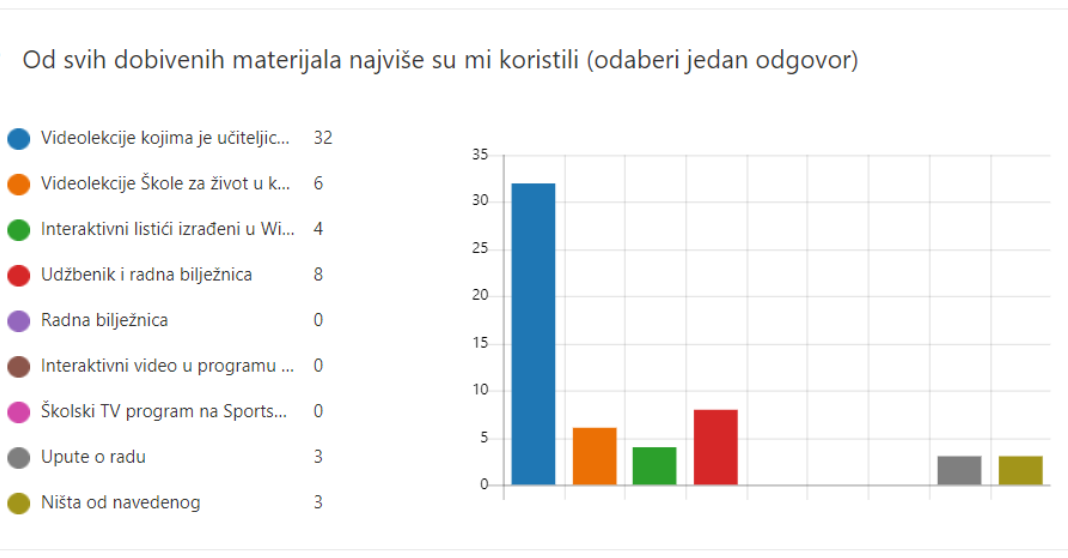 Od svih dobivenih materijala najviše su mi koristili (odaberi jedan odgovor)
Videolekcije kojima je učiteljic... 32
Videolekcije Škole za život u k... 6
Interaktivni listići izrađeni u Wi... 4
Udžbenik i radna bilježnica 8
Radna bilježnica 0
Interaktivni video u programu ... 0
Školski TV program na Sports... 0
Upute o radu 3
Ništa od navedenog 3
35
30
25
20
15
10
5
0